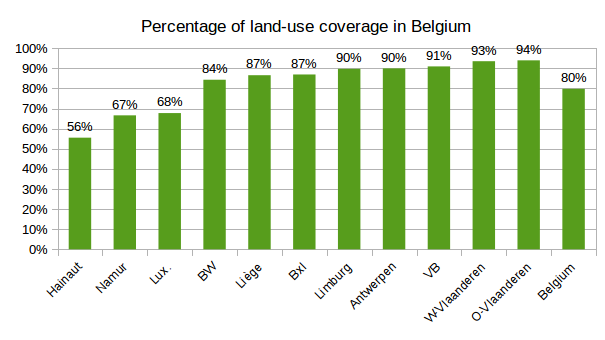 Percentage of land-use coverage in Belgium
100%
90%
80%
70%
60%
50%
40%
30%
20%
10%
0%
56%
67%
68%
84%
87%
87%
90%
90%
91%
93%
94%
80%
Hainaut
Namur
Lux.
BW
Liège
Bxl
Limburg
Antwerpen
VB
W-Vlaanderen
O-Vlaanderen
Belgium